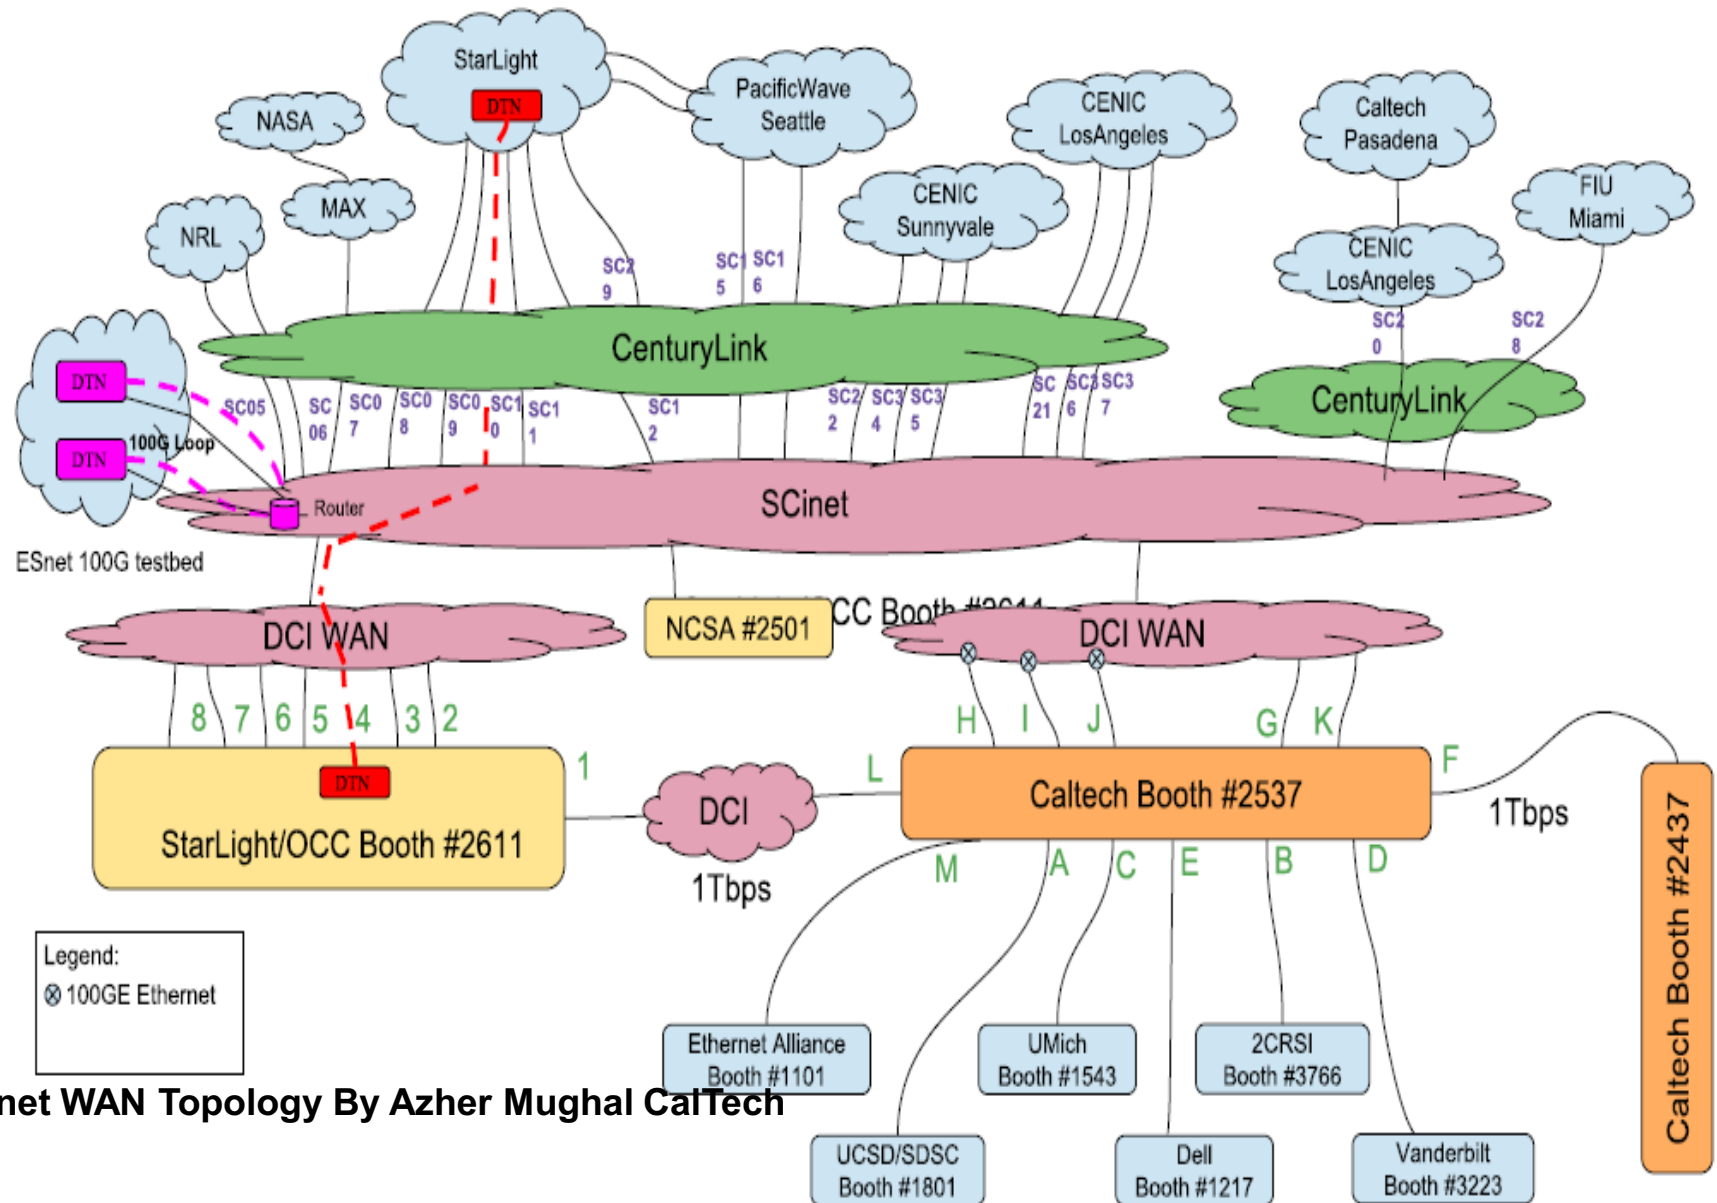 StarLight
DTN
PacificWave
Seattle
CENIC
LosAngeles
Caltech
Pasadena
NASA
MAX
NRL
CENIC
Sunnyvale
FIU
Miami
CENIC
LosAngeles
SC2
9
SC1
5
SC1
6
SC2
0
SC2
8
CenturyLink
CenturyLink
DTN
DTN
100G Loop
SC05
SC
06
SC0
7
SC0
8
SC0
9
SC1
0
SC1
1
SC1
2
SC2
2
SC3
4
SC3
5
SC
21
SC3
6
SC3
7
Router
SCinet
ESnet 100G testbed
DCI WAN
NCSA #2501
CC Booth #2611
DCI WAN
8
7
6
5
4
3
2
H
I
J
G
K
DTN
StarLight/OCC Booth #2611
1
DCI
1Tbps
L
Caltech Booth #2537
F
1Tbps
Caltech Booth #2437
M
A
C
E
B
D
Legend:
100GE Ethernet
Ethernet Alliance
Booth #1101
UMich
Booth #1543
2CRSI
Booth #3766
net WAN Topology By Azher Mughal CalTech
UCSD/SDSC
Booth #1801
Dell
Booth #1217
Vanderbilt
Booth #3223